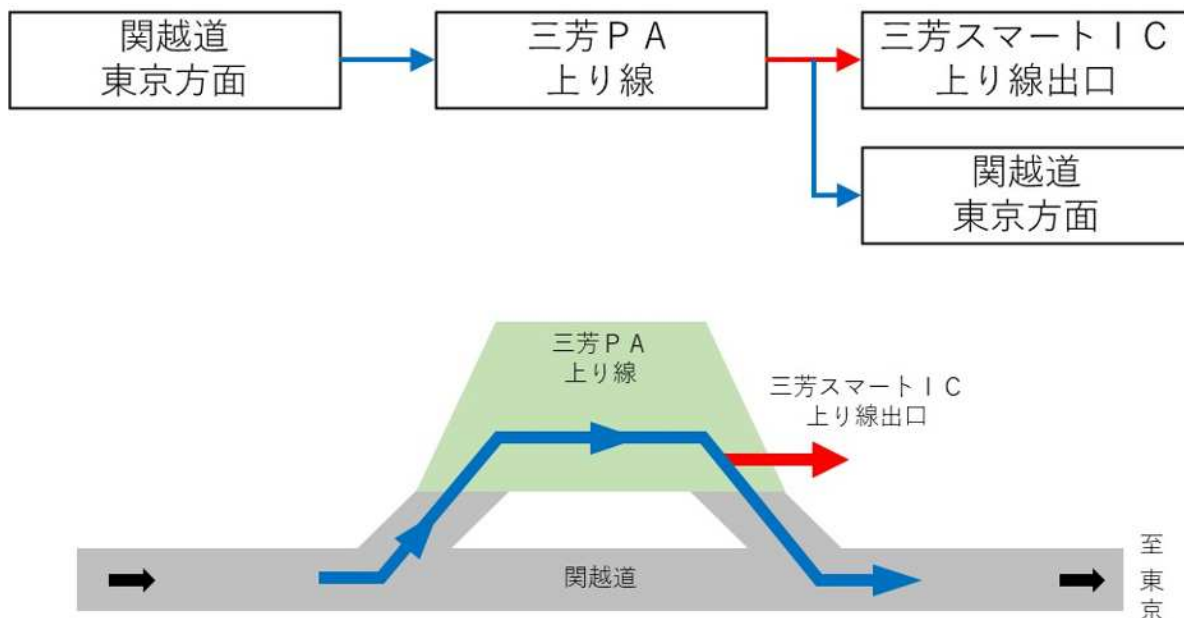 関越道
東京方面
三芳ＰＡ
上り線
三芳スマートＩＣ
上り線出口
関越道
東京方面
三芳ＰＡ
上り線
三芳スマートＩＣ
上り線出口
関越道
至
東
京